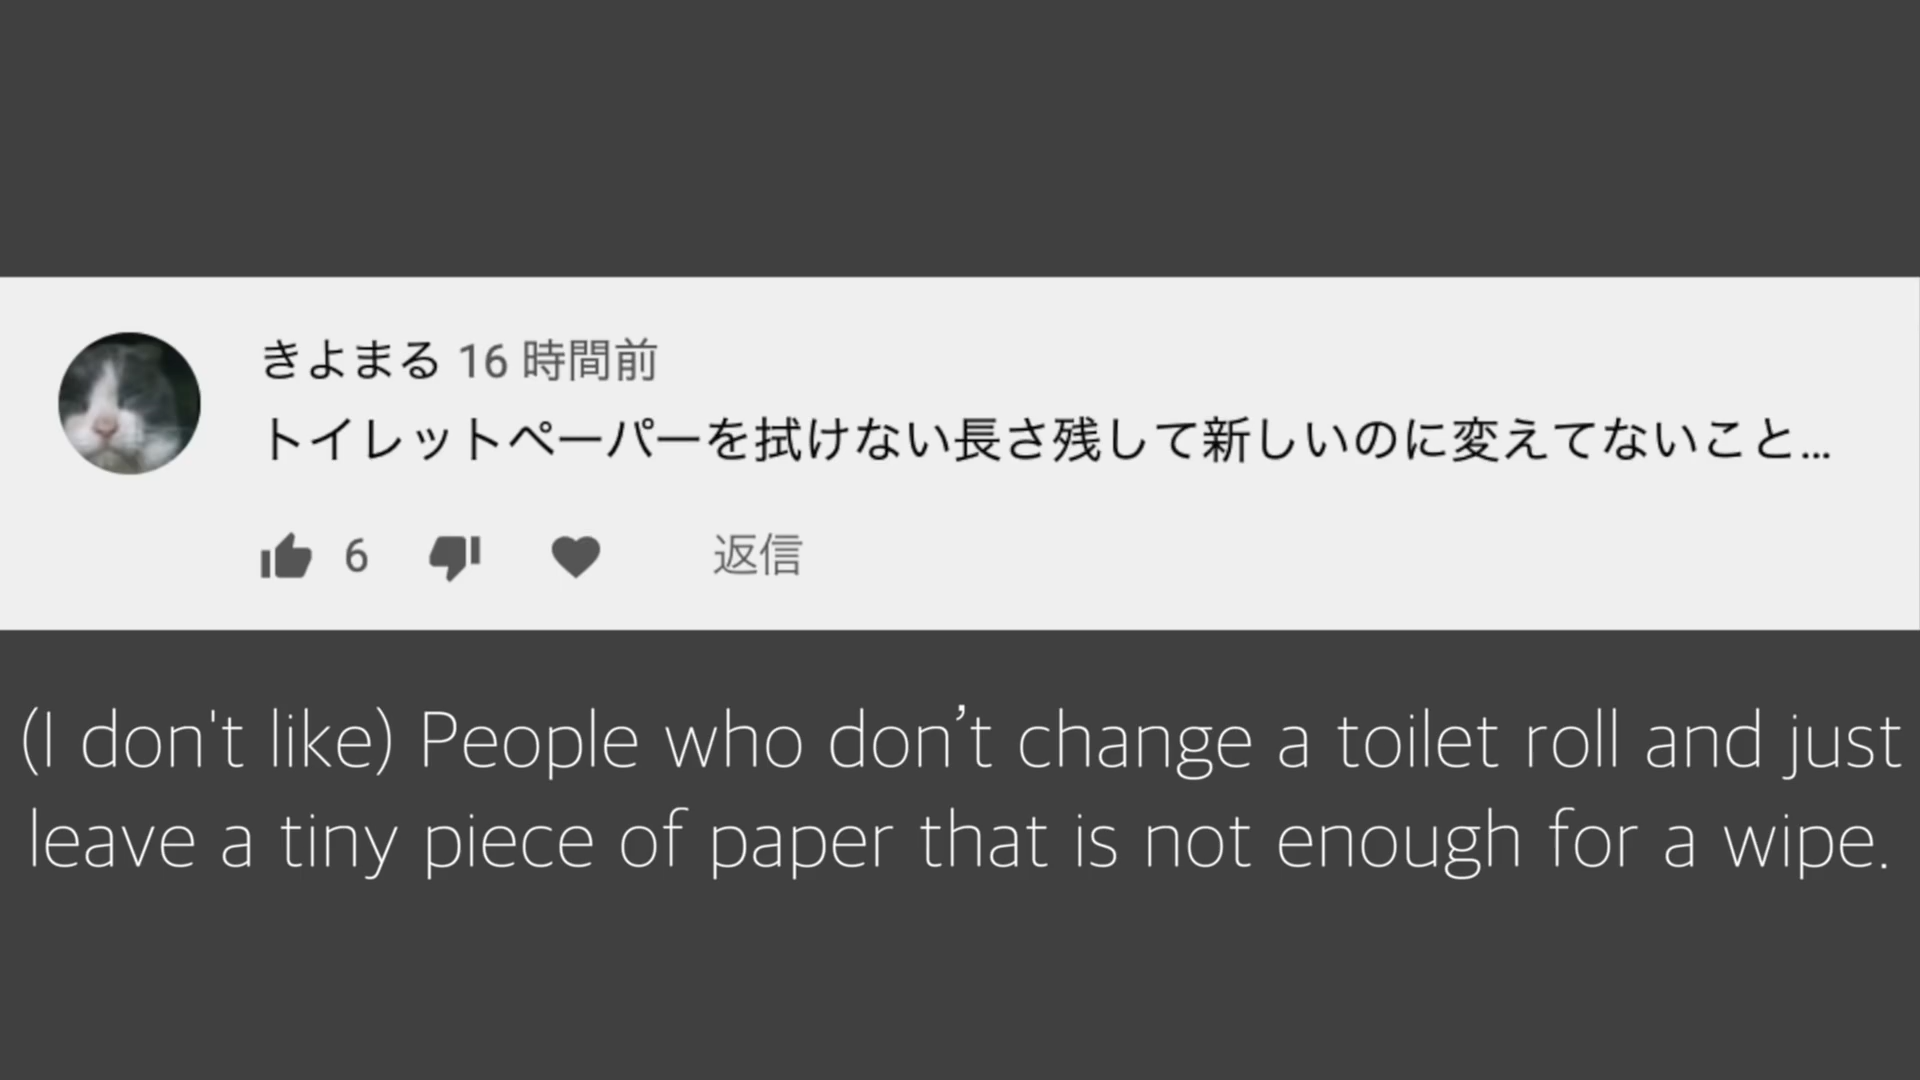 きよまる 16 時間前
トイレットペーパーを拭けない長さ残して新しいのに変えてないこと...
6 返信
(I don't like) People who don’t change a toilet roll and just
leave a tiny piece of paper that is not enough for a wipe.